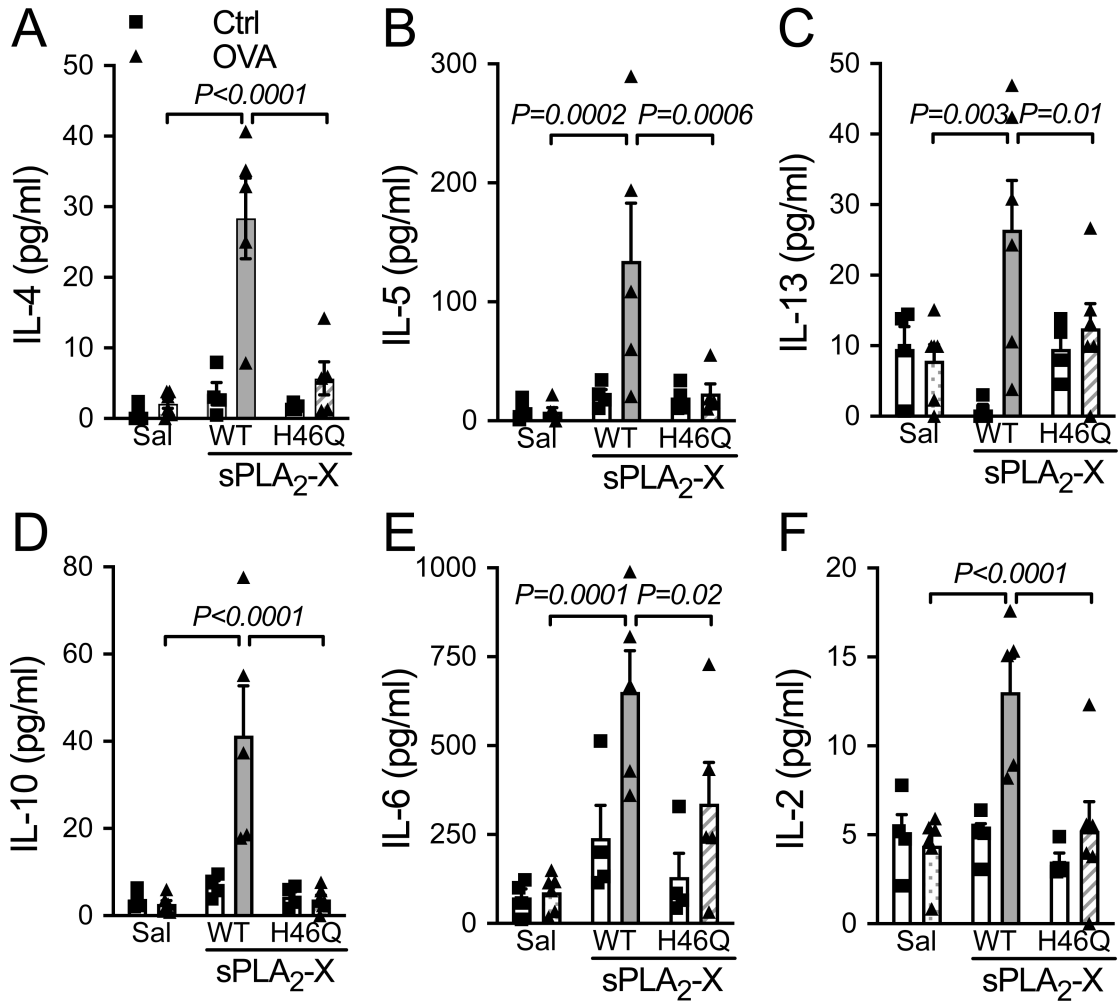 A
Ctrl
OVA
IL-4 (pg/ml)
50
40
30
20
10
0
P<0.0001
Sal WT H46Q
sPLA₂-X
B
IL-5 (pg/ml)
300
200
100
0
P=0.0002 P=0.0006
Sal WT H46Q
sPLA₂-X
C
IL-13 (pg/ml)
50
40
30
20
10
0
P=0.003 P=0.01
Sal WT H46Q
sPLA₂-X
D
IL-10 (pg/ml)
80
60
40
20
0
P<0.0001
Sal WT H46Q
sPLA₂-X
E
IL-6 (pg/ml)
1000
750
500
250
0
P=0.0001 P=0.02
Sal WT H46Q
sPLA₂-X
F
IL-2 (pg/ml)
20
15
10
5
0
P<0.0001
Sal WT H46Q
sPLA₂-X